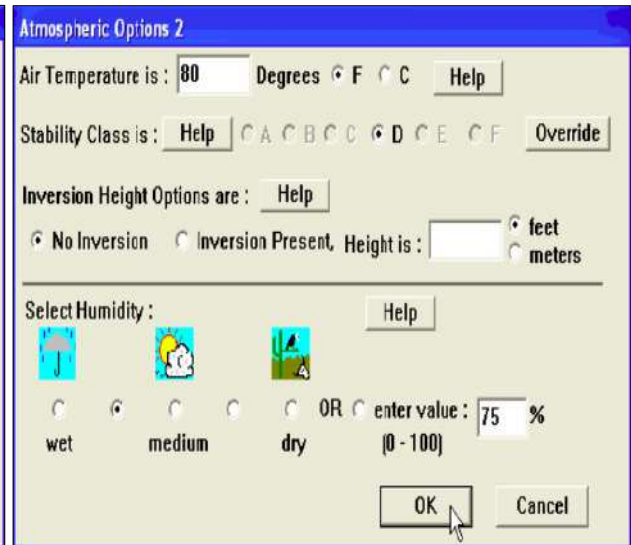 Atmospheric Options 2
Air Temperature is : 80 Degrees F C Help
Stability Class is : Help A B C D E F Override
Inversion Height Options are : Help
No Inversion Inversion Present, Height is : feet
meters
Select Humidity : Help
OR enter value : 75 %
wet medium dry (0 - 100)
OK Cancel